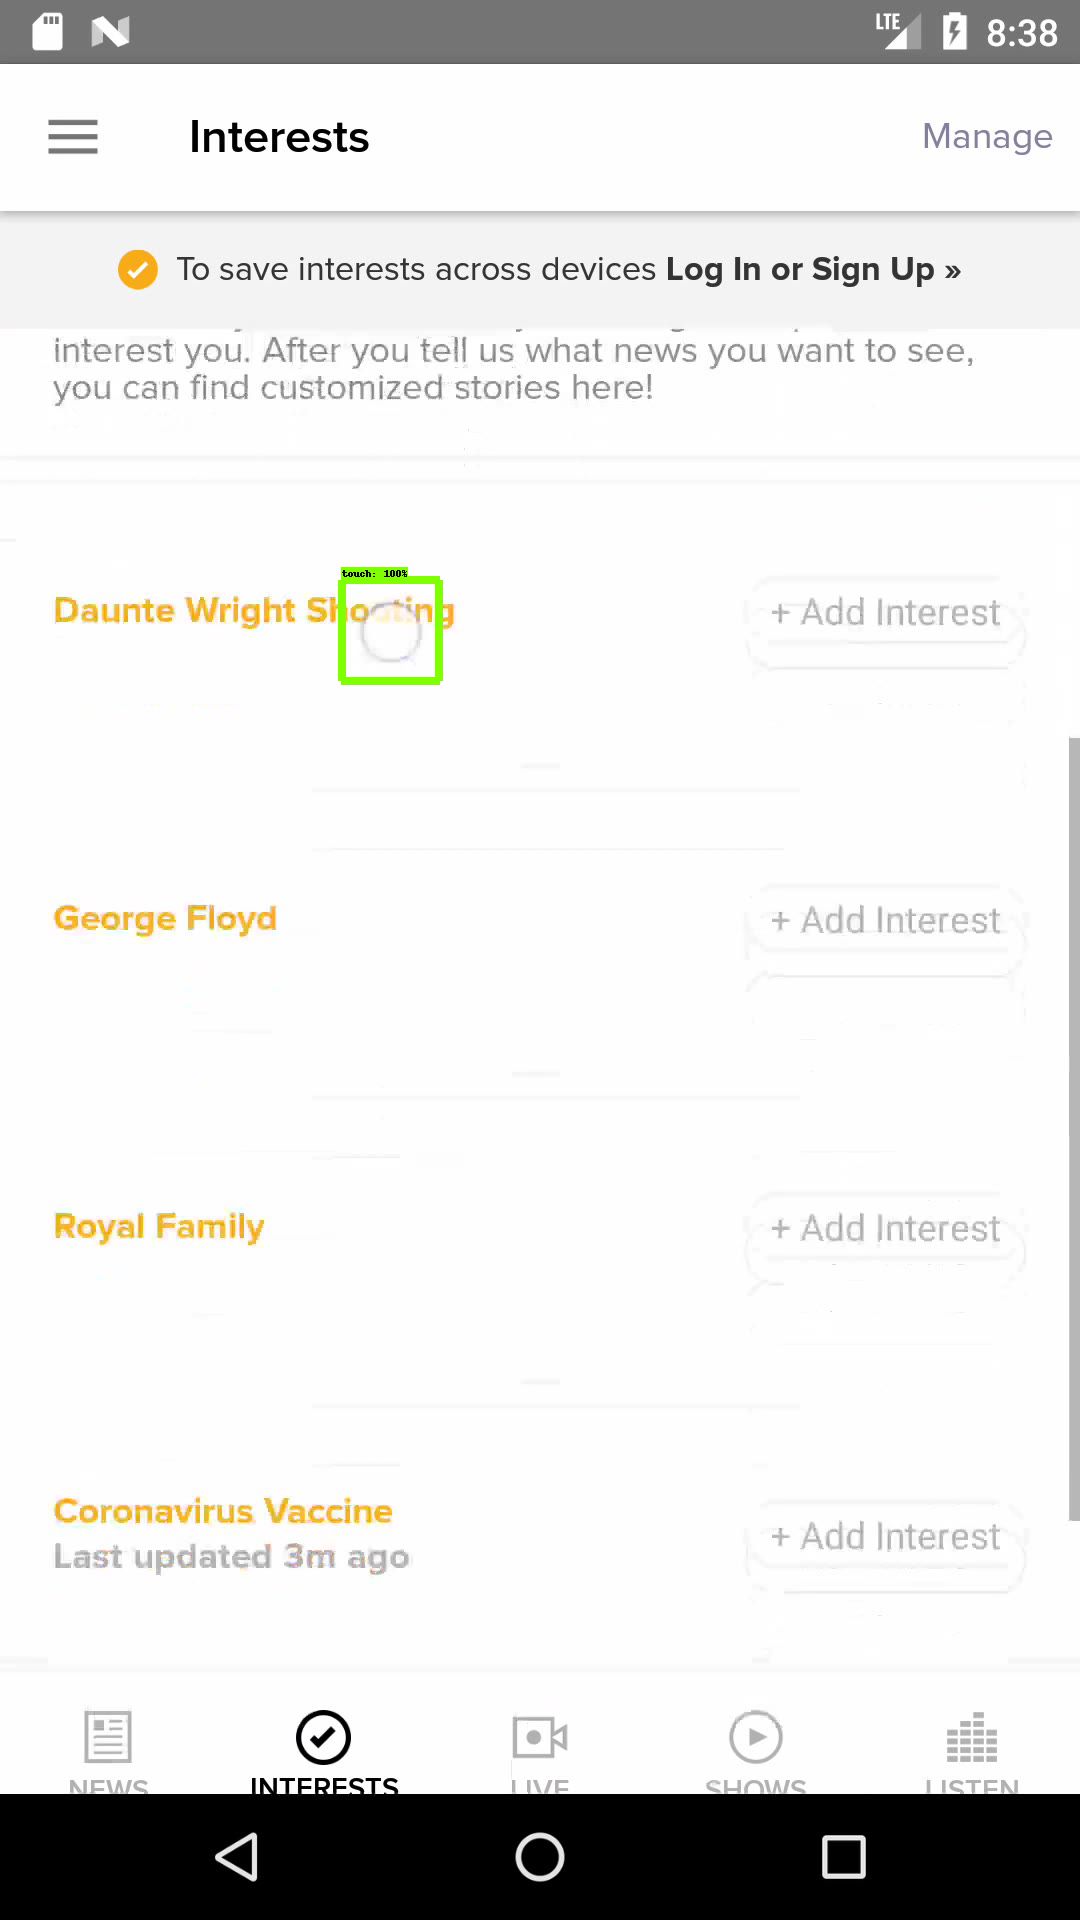 LTE 8:38
Interests
Manage
To save interests across devices Log In or Sign Up »
interest you. After you tell us what news you want to see,
you can find customized stories here!
touch: 100%
Daunte Wright Shooting
+ Add Interest
George Floyd
+ Add Interest
Royal Family
+ Add Interest
Coronavirus Vaccine
Last updated 3m ago
+ Add Interest
NEWS
INTERESTS
LIVE
SHOWS
LISTEN